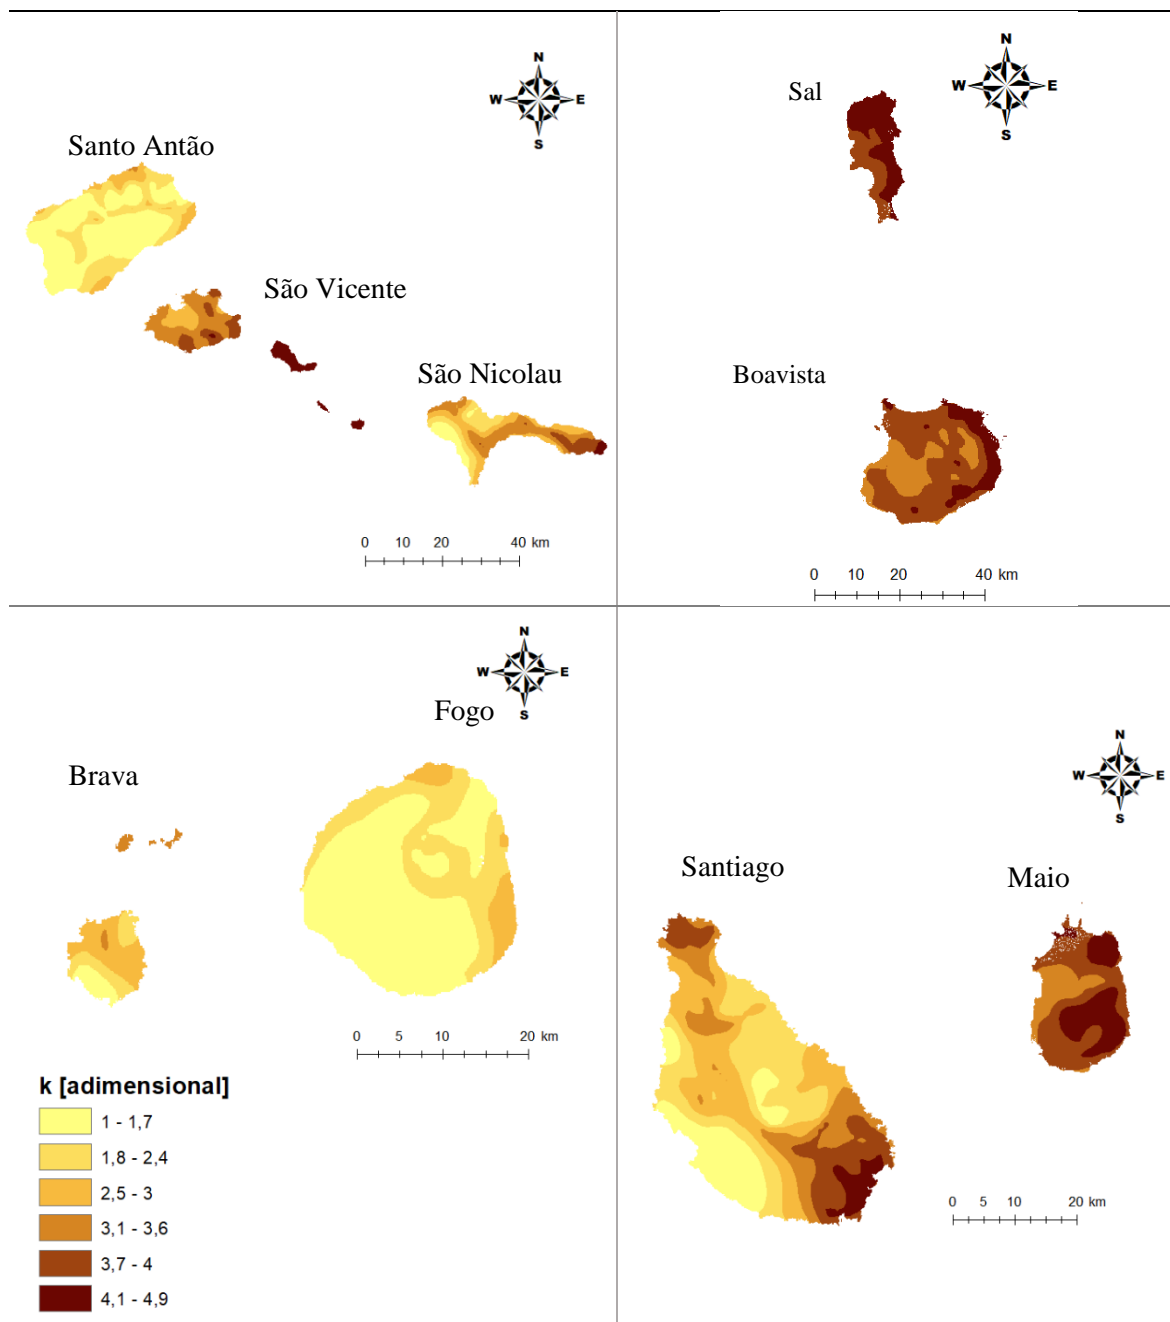 N
W E
S
Santo Antão
São Vicente
São Nicolau
0 10 20 40 km
N
W E
S
Sal
Boavista
0 10 20 40 km
N
W E
S
Fogo
Brava
0 5 10 20 km
k [adimensional]
1 - 1,7
1,8 - 2,4
2,5 - 3
3,1 - 3,6
3,7 - 4
4,1 - 4,9
N
W E
S
Santiago
Maio
0 5 10 20 km